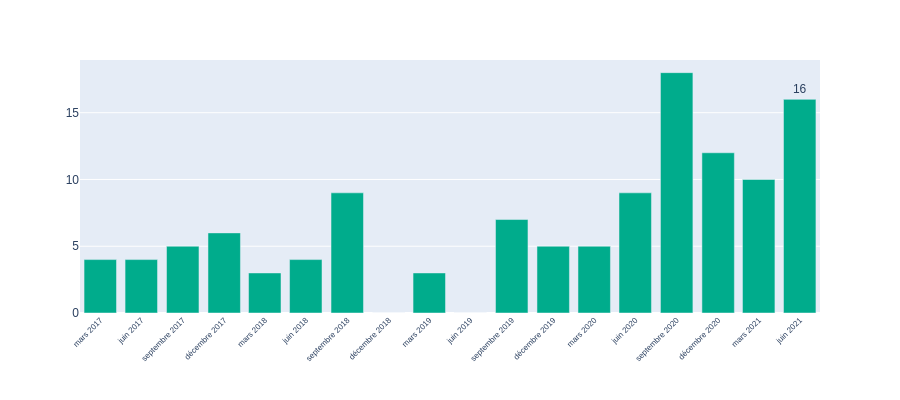 16
15
10
5
0
mars 2017
juin 2017
septembre 2017
décembre 2017
mars 2018
juin 2018
septembre 2018
décembre 2018
mars 2019
juin 2019
septembre 2019
décembre 2019
mars 2020
juin 2020
septembre 2020
décembre 2020
mars 2021
juin 2021